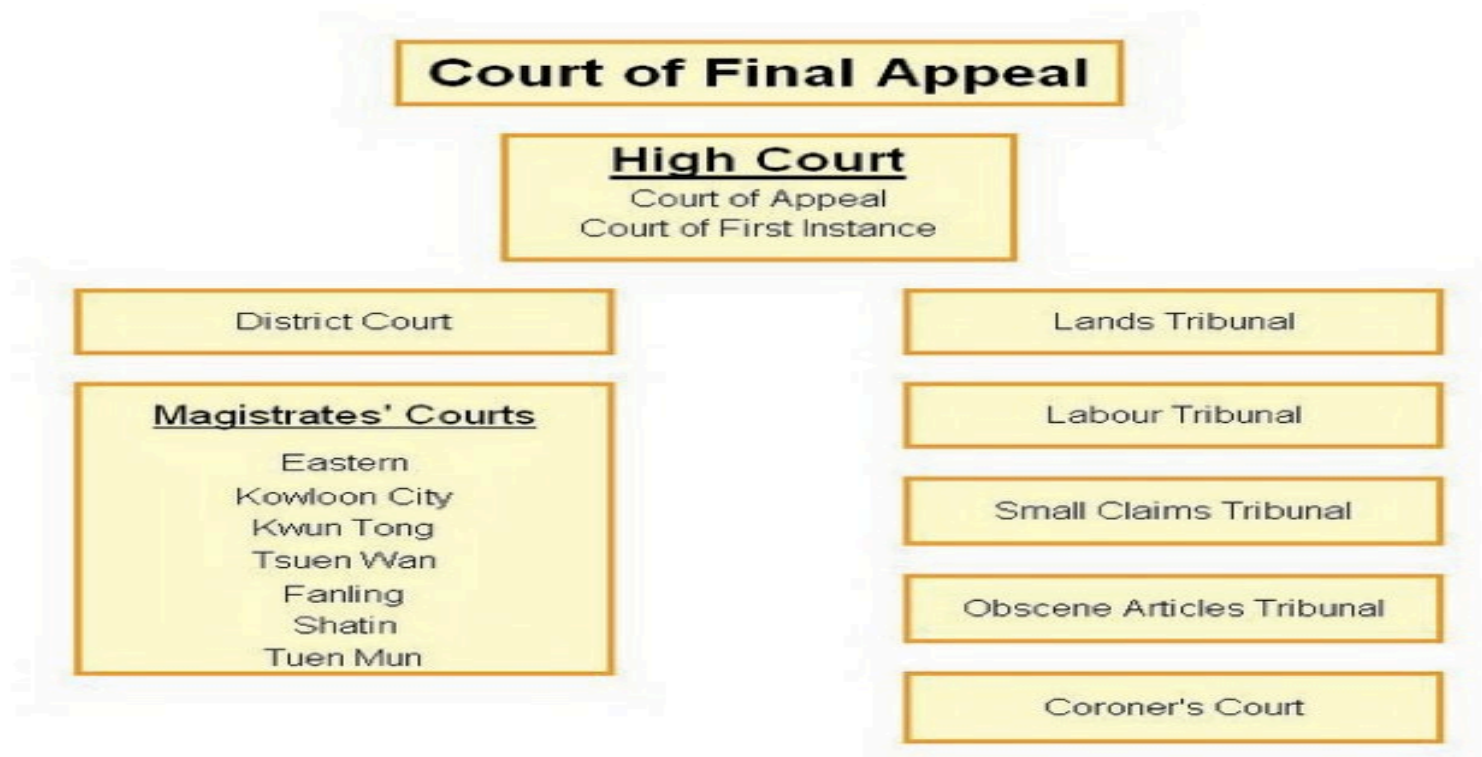 Court of Final Appeal
High Court
Court of Appeal
Court of First Instance
District Court
Magistrates' Courts
Eastern
Kowloon City
Kwun Tong
Tsuen Wan
Fanling
Shatin
Tuen Mun
Lands Tribunal
Labour Tribunal
Small Claims Tribunal
Obscene Articles Tribunal
Coroner's Court